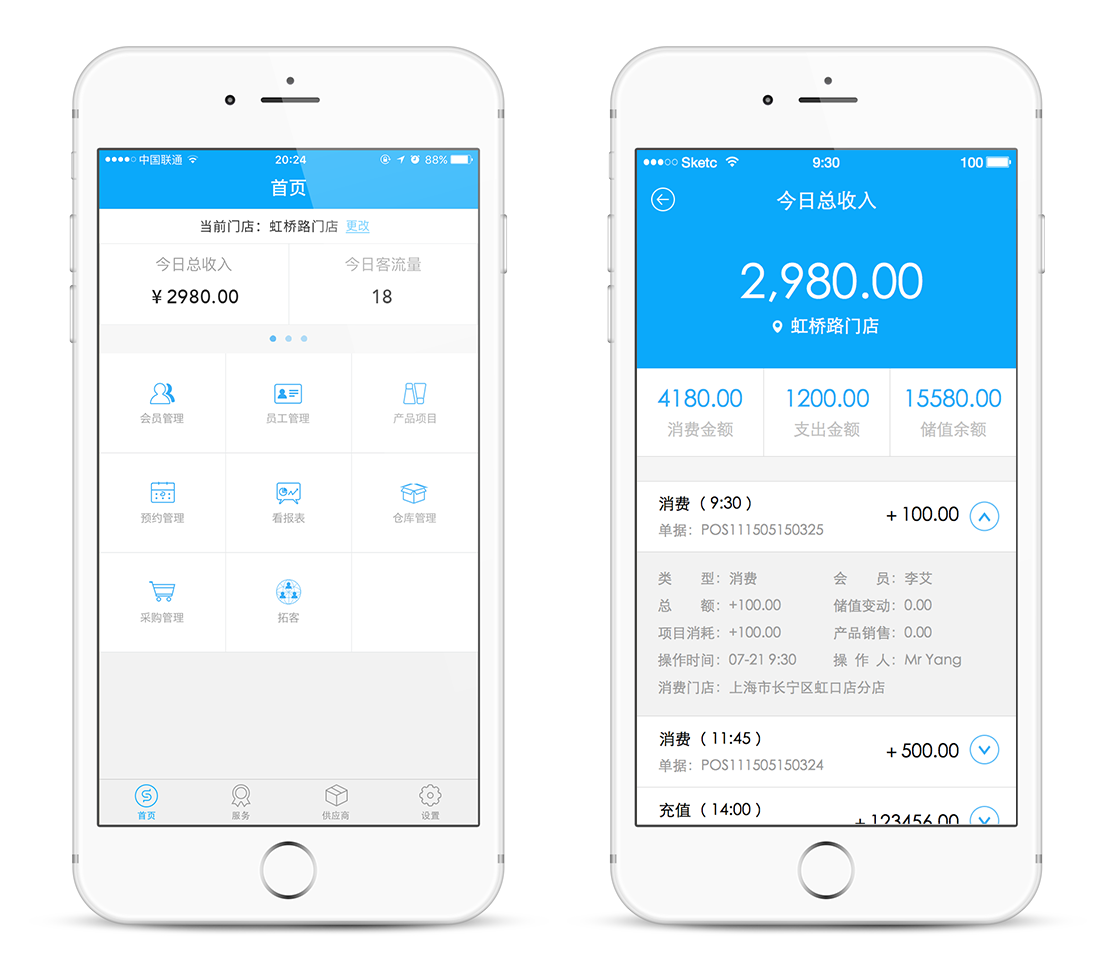 中国联通 20:24 88%
首页
当前门店：虹桥路门店 更改
今日总收入 今日客流量
¥2980.00 18
会员管理 员工管理 产品项目
预约管理 看报表 仓库管理
采购管理 拓客
首页 服务 供应商 设置
Sketc 9:30 100
今日总收入
2,980.00
虹桥路门店
4180.00 1200.00 15580.00
消费金额 支出金额 储值余额
消费（9:30）
+100.00
单据：POS111505150325
类 型：消费 会 员：李艾
总 额：+100.00 储值变动：0.00
项目消耗：+100.00 产品销售：0.00
操作时间：07-21 9:30 操 作 人：Mr Yang
消费门店：上海市长宁区虹口店分店
消费（11:45）
+500.00
单据：POS111505150324
充值（14:00）
+123456.00